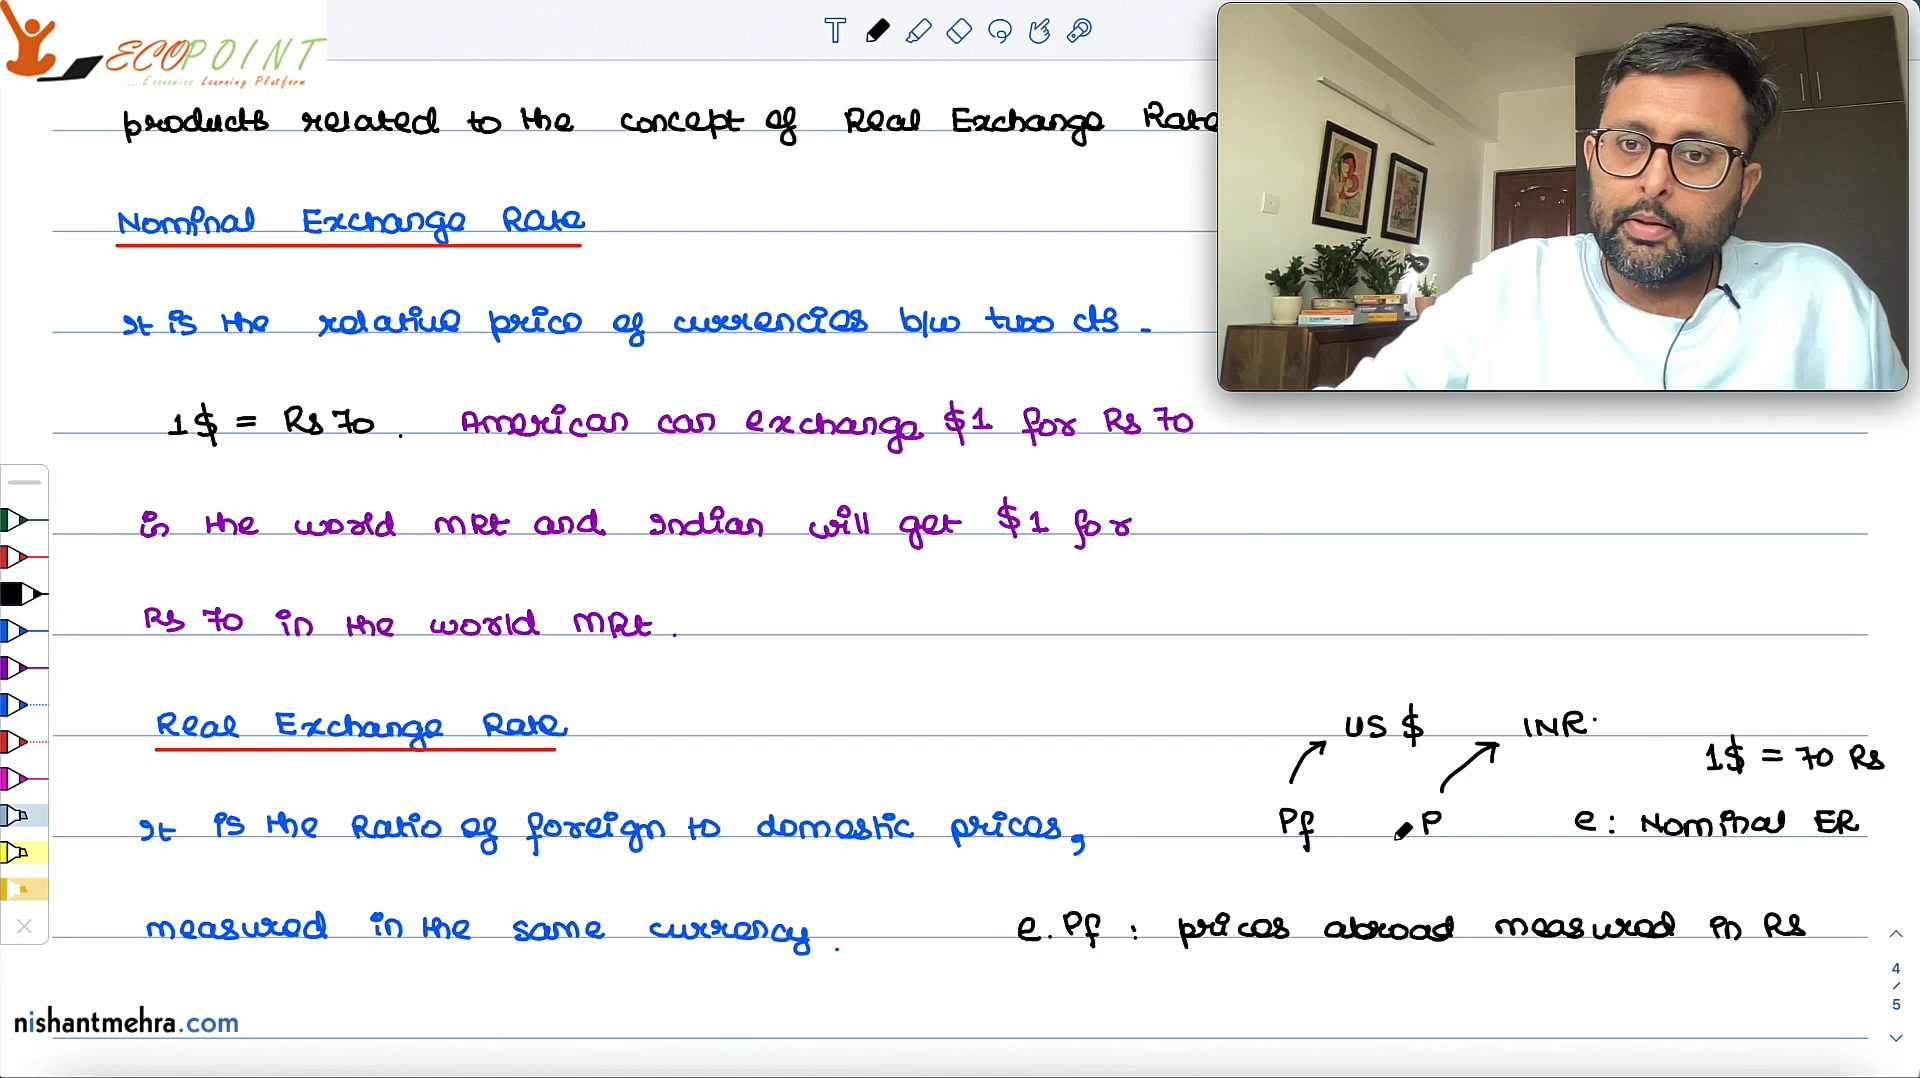 ECOPOINT
.....Economics Learning Platform
T
products related to the concept of Real Exchange Rate
Nominal Exchange Rate
It is the relative price of currencies b/w two cts.
1$ = Rs 70. American can exchange $1 for Rs 70
in the world mkt and Indian will get $1 for
Rs 70 in the world mkt.
Real Exchange Rate
US $ INR.
1$ = 70 Rs
It is the Ratio of foreign to domestic prices,
Pf P e: Nominal ER
measured in the same currency. e.Pf : prices abroad measured in Rs
4
/
5
nishantmehra.com